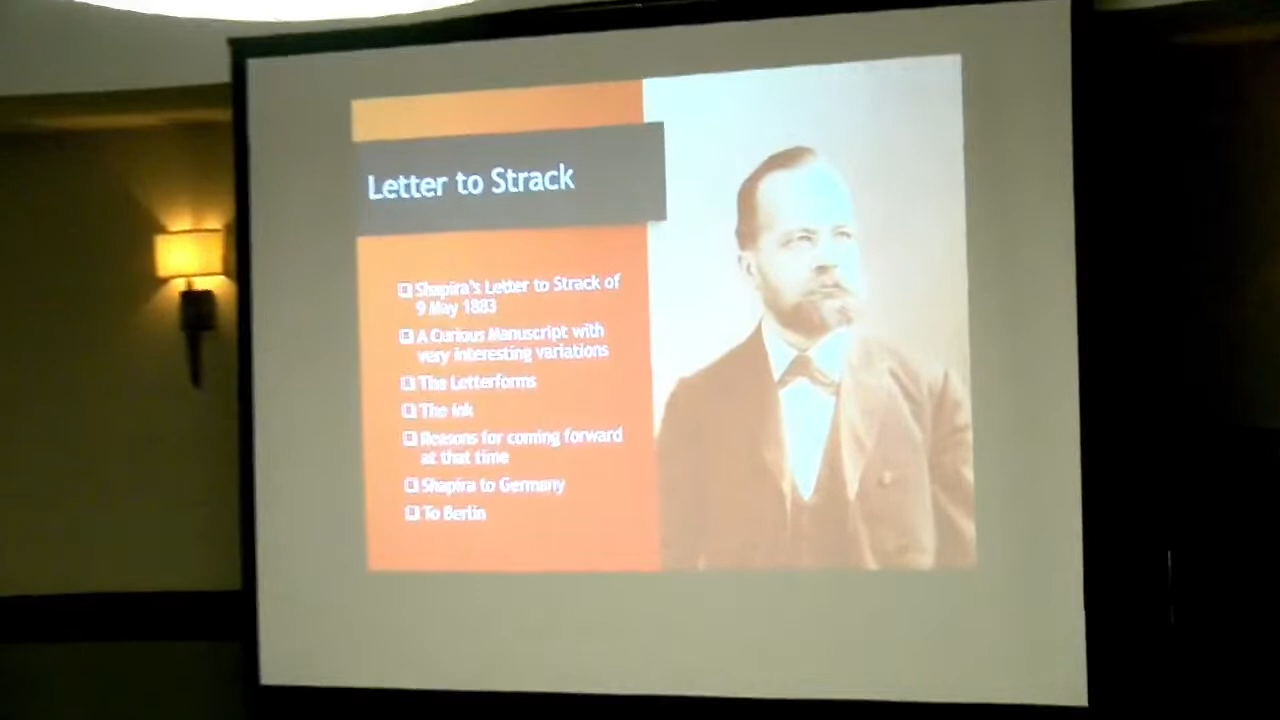 Letter to Strack
Shapira's Letter to Strack of
9 May 1883
A Curious Manuscript with
very interesting variations
The Letterforms
The Ink
Reasons for coming forward
at that time
Shapira to Germany
To Berlin